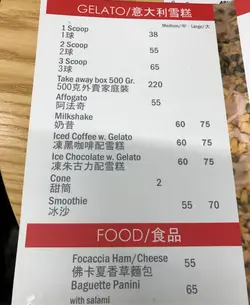 GELATO/意大利雪糕
Medium/中 Large/大
1 Scoop
1球 38
2 Scoop
2球 55
3 Scoop
3球 65
Take away box 500 Gr.
500克外賣家庭裝 220
Affogato
阿法奇 55
Milkshake
奶昔 60 75
Iced Coffee w. Gelato
凍黑咖啡配雪糕 60 75
Ice Chocolate w. Gelato
凍朱古力配雪糕 60 75
Cone
甜筒 2
Smoothie
冰沙 55 70
FOOD/食品
Focaccia Ham/Cheese
佛卡夏香草麵包 55
Baguette Panini 65
with salami